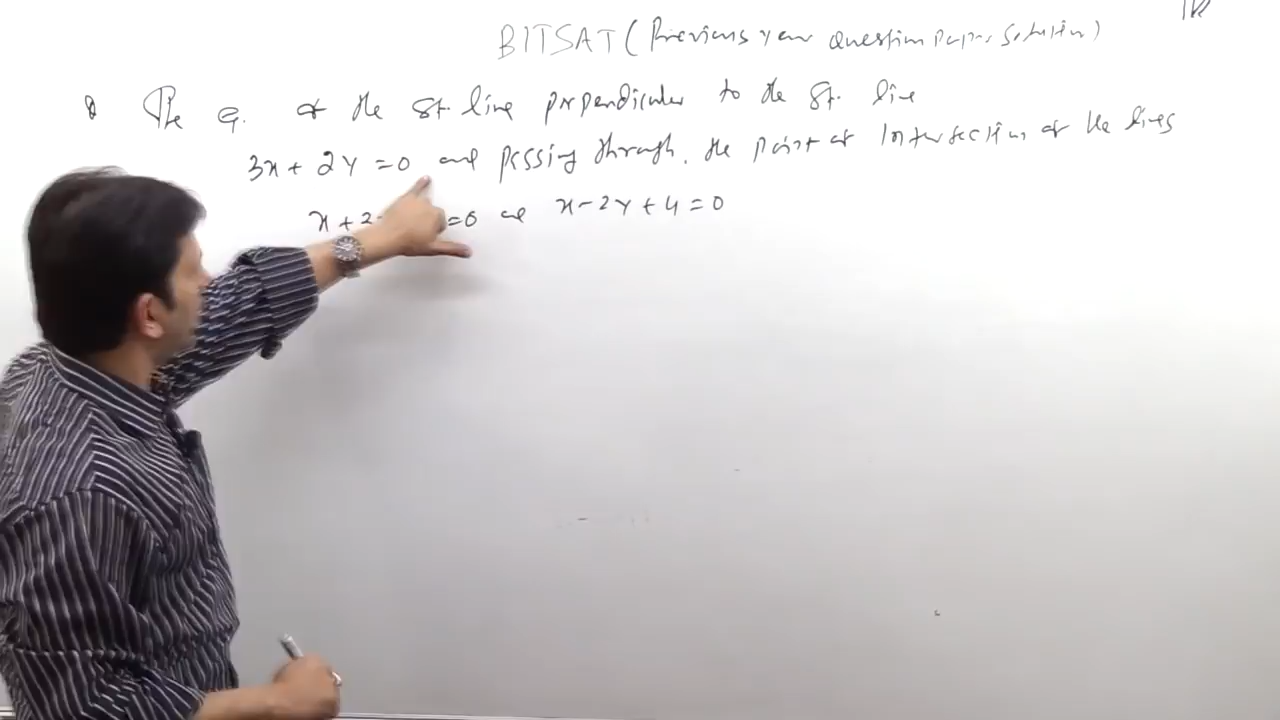 BITSAT (Previous year question paper solution)
The Eq. of the St. line perpendicular to the St. line
3x + 2y = 0 and passing through the point of intersection of the lines
x + 3 =0 and x - 2y + 4 = 0